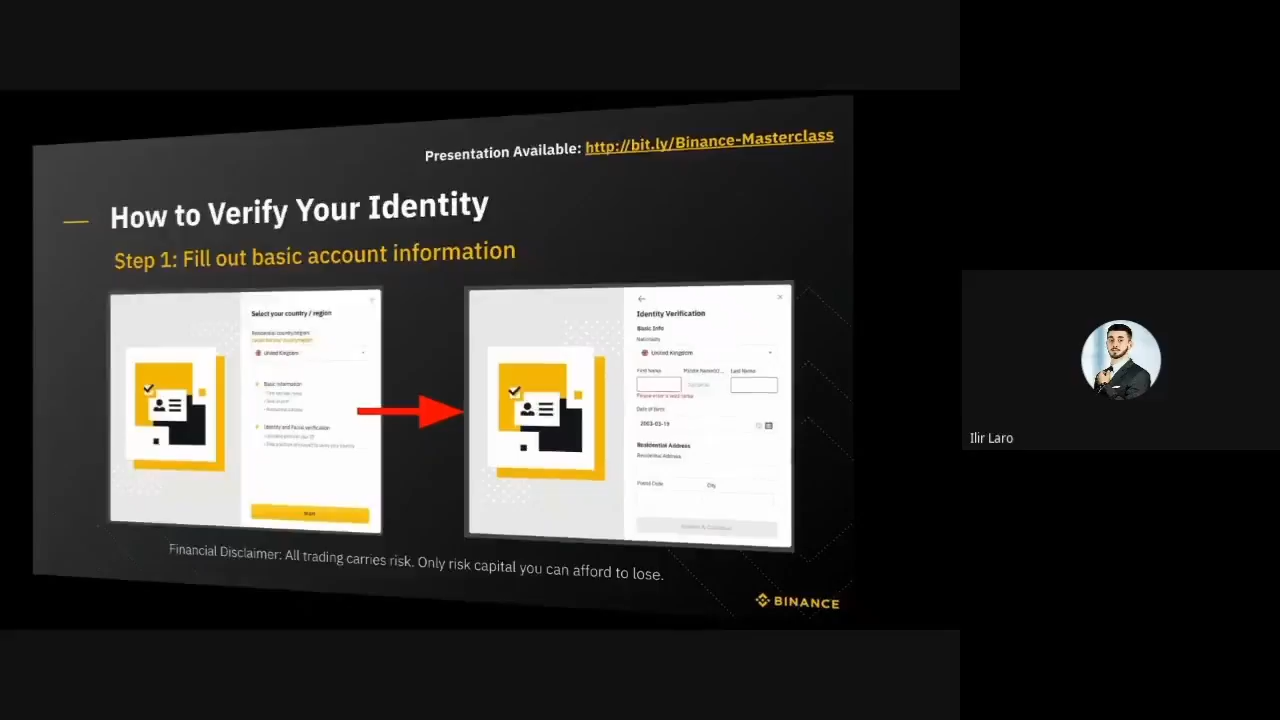 Presentation Available: http://bit.ly/Binance-Masterclass
How to Verify Your Identity
Step 1: Fill out basic account information
Select your country / region
Residential country/region
United Kingdom
Basic information
Identity and Facial verification
Identity Verification
Basic Info
Nationality
United Kingdom
First Name
Last Name
Date of Birth
2003-03-19
Residential Address
Residential Address
Postal Code City
Financial Disclaimer: All trading carries risk. Only risk capital you can afford to lose.
BINANCE
Ilir Laro